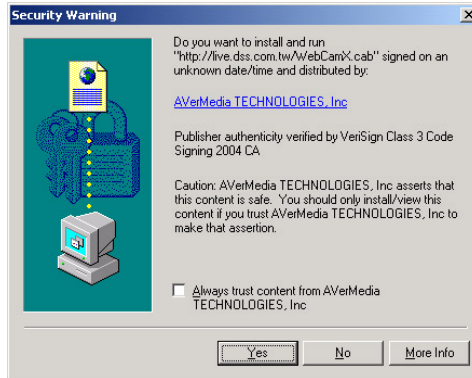 Security Warning
Do you want to install and run
"http://live.dss.com.tw/WebCamX.cab" signed on an
unknown date/time and distributed by:
AVerMedia TECHNOLOGIES, Inc
Publisher authenticity verified by VeriSign Class 3 Code
Signing 2004 CA
Caution: AVerMedia TECHNOLOGIES, Inc asserts that
this content is safe. You should only install/view this
content if you trust AVerMedia TECHNOLOGIES, Inc to
make that assertion.
Always trust content from AVerMedia
TECHNOLOGIES, Inc
Yes No More Info